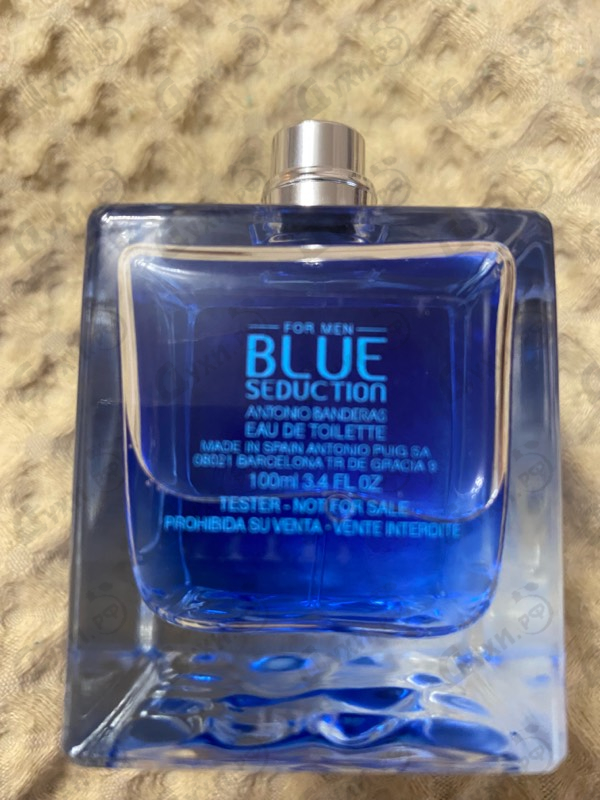 FOR MEN
BLUE
SEDUCTION
ANTONIO BANDERAS
EAU DE TOILETTE
MADE IN SPAIN ANTONIO PUIG SA
08021 BARCELONA TR DE GRACIA 9
100ml 3.4 FL OZ
TESTER - NOT FOR SALE
PROHIBIDA SU VENTA - VENTE INTERDITE